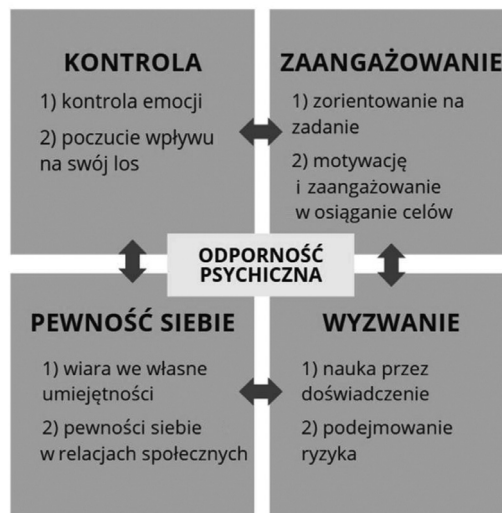 KONTROLA
1) kontrola emocji
2) poczucie wpływu
na swój los
ZAANGAŻOWANIE
1) zorientowanie na
zadanie
2) motywację
i zaangażowanie
w osiąganie celów
ODPORNOŚĆ
PSYCHICZNA
PEWNOŚĆ SIEBIE
1) wiara we własne
umiejętności
2) pewności siebie
w relacjach społecznych
WYZWANIE
1) nauka przez
doświadczenie
2) podejmowanie
ryzyka